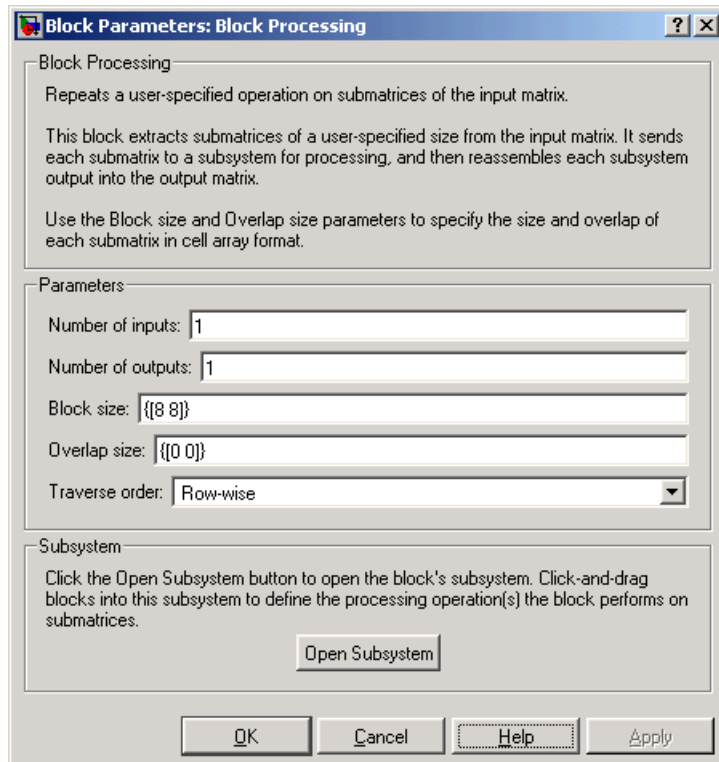 Block Parameters: Block Processing
Block Processing
Repeats a user-specified operation on submatrices of the input matrix.
This block extracts submatrices of a user-specified size from the input matrix. It sends
each submatrix to a subsystem for processing, and then reassembles each subsystem
output into the output matrix.
Use the Block size and Overlap size parameters to specify the size and overlap of
each submatrix in cell array format.
Parameters
Number of inputs: 1
Number of outputs: 1
Block size: {[8 8]}
Overlap size: {[0 0]}
Traverse order: Row-wise
Subsystem
Click the Open Subsystem button to open the block's subsystem. Click-and-drag
blocks into this subsystem to define the processing operation(s) the block performs on
submatrices.
Open Subsystem
OK Cancel Help Apply